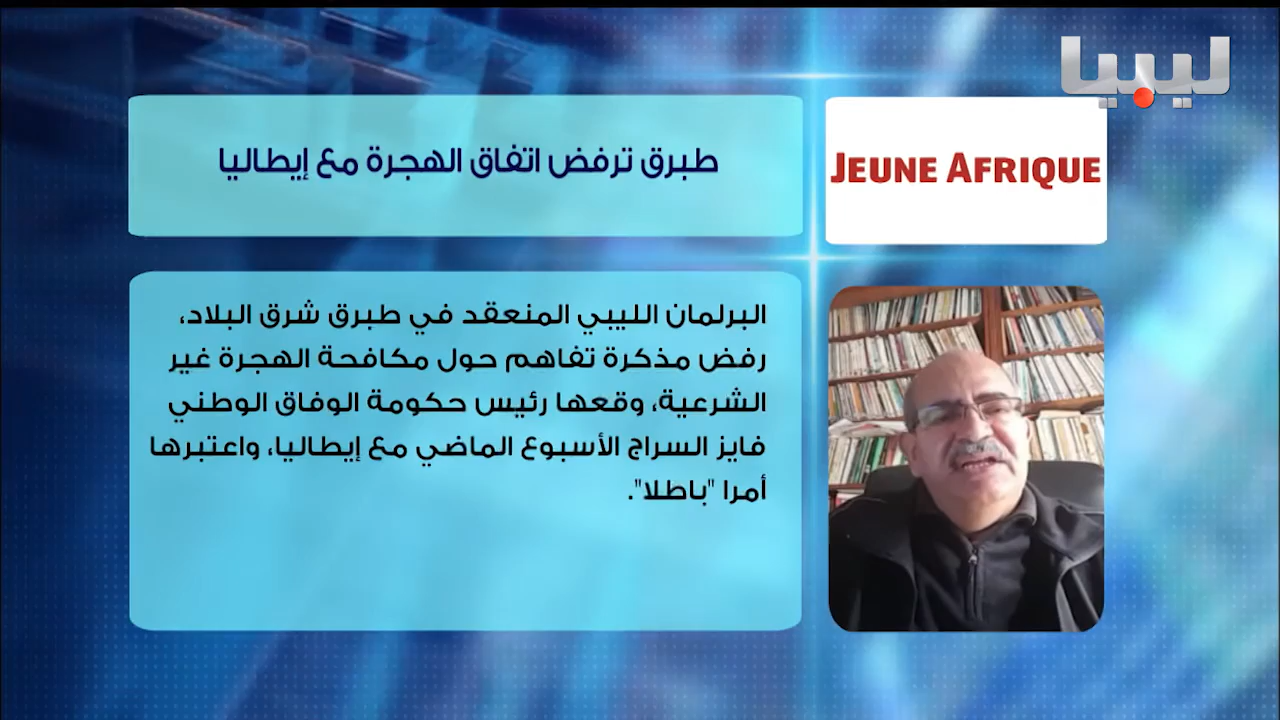 ليبيا
JEUNE AFRIQUE
طبرق ترفض اتفاق الهجرة مع إيطاليا
البرلمان الليبي المنعقد في طبرق شرق البلاد،
رفض مذكرة تفاهم حول مكافحة الهجرة غير
الشرعية، وقعها رئيس حكومة الوفاق الوطني
فايز السراج الأسبوع الماضي مع إيطاليا، واعتبرها
أمرا "باطلا".